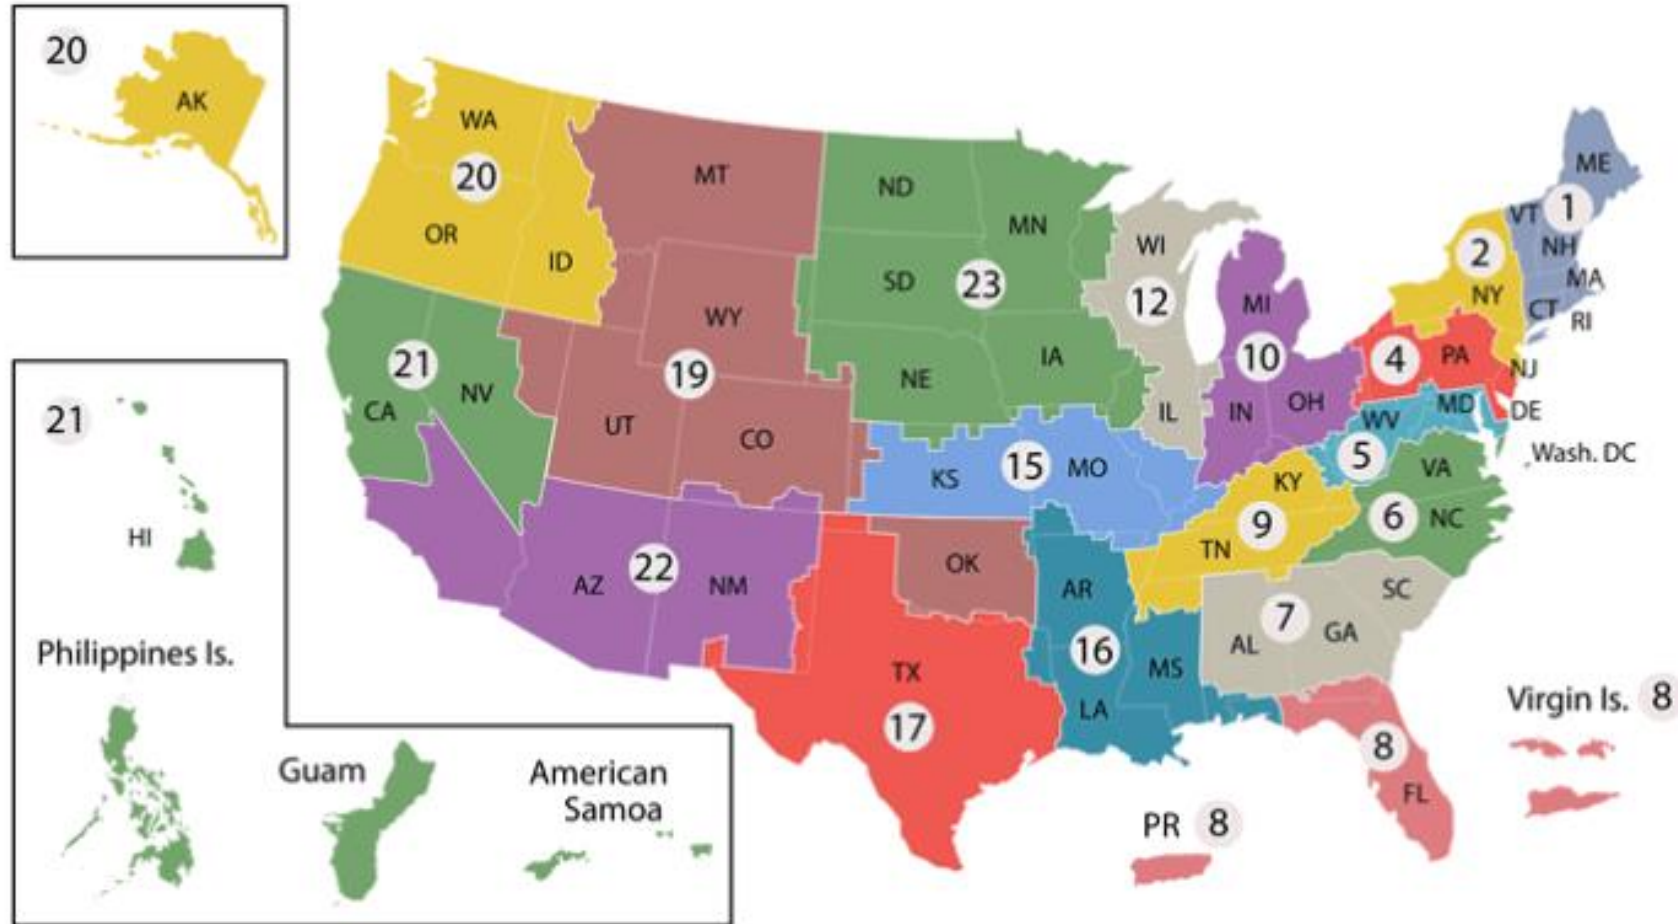 20
AK
WA
20
OR
ID
MT
WY
19
UT
CO
ND
MN
SD
23
NE
IA
WI
12
IL
MI
10
IN
OH
ME
1
VT
NH
MA
CT
RI
2
NY
4
PA
NJ
DE
MD
WV
5
Wash. DC
VA
6
NC
KY
9
TN
KS
15
MO
21
CA
NV
AZ
22
NM
OK
AR
16
MS
LA
TX
17
SC
7
AL
GA
8
FL
Virgin Is. 8
PR 8
21
HI
Philippines Is.
Guam
American
Samoa